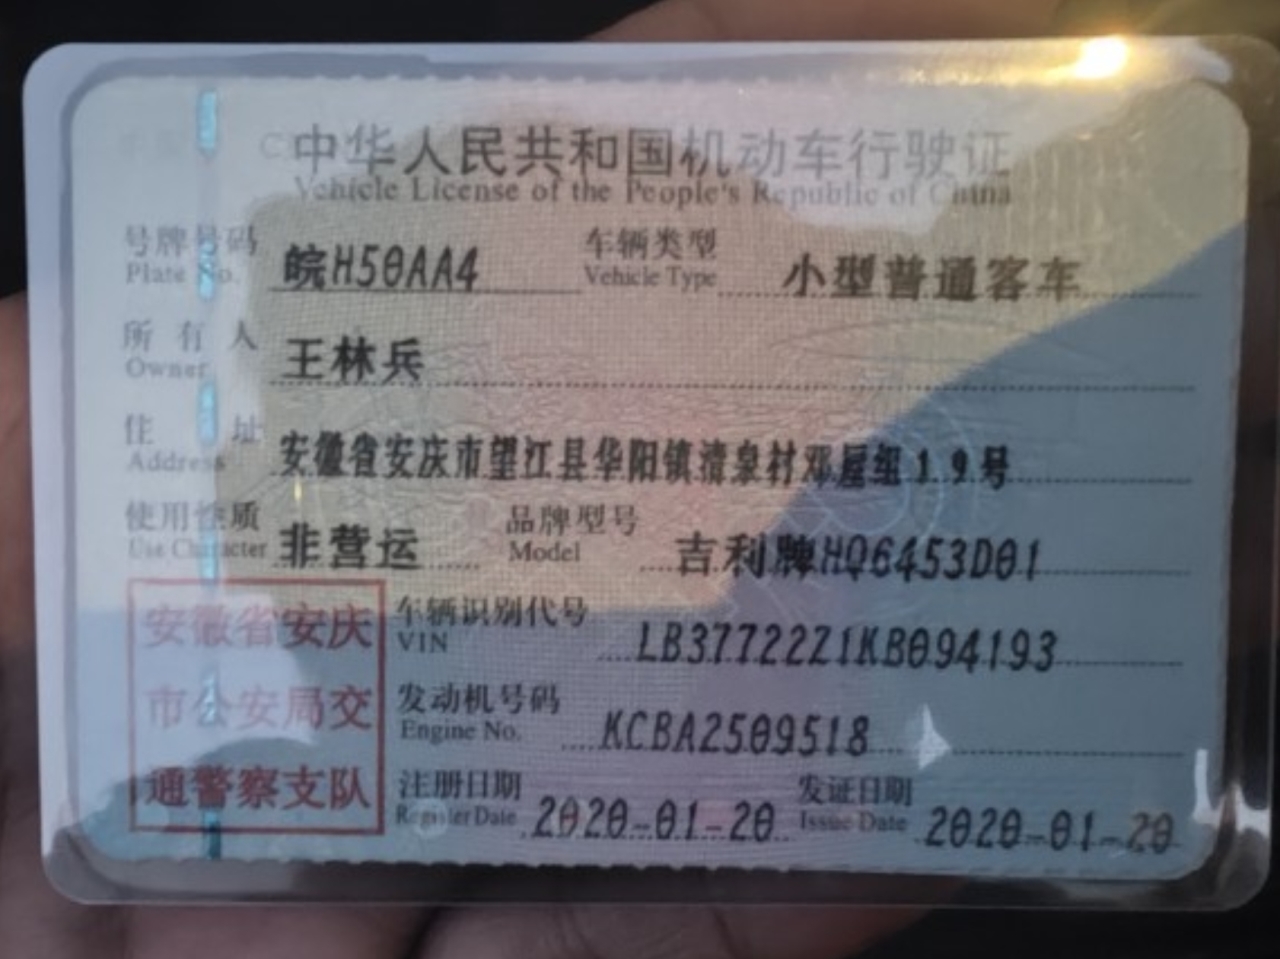 中华人民共和国机动车行驶证
Vehicle License of the People's Republic of China
号牌号码 皖H50AA4 车辆类型 小型普通客车
Plate No. Vehicle Type
所有人 王林兵
Owner
住址 安徽省安庆市望江县华阳镇清泉村邓屋组19号
Address
使用性质 非营运 品牌型号 吉利牌HQ6453D01
Use Character Model
安徽省安庆
市公安局交
通警察支队
车辆识别代号 LB37722Z1KB094193
VIN
发动机号码 KCBA2509518
Engine No.
注册日期 2020-01-20 发证日期 2020-01-20
Register Date Issue Date